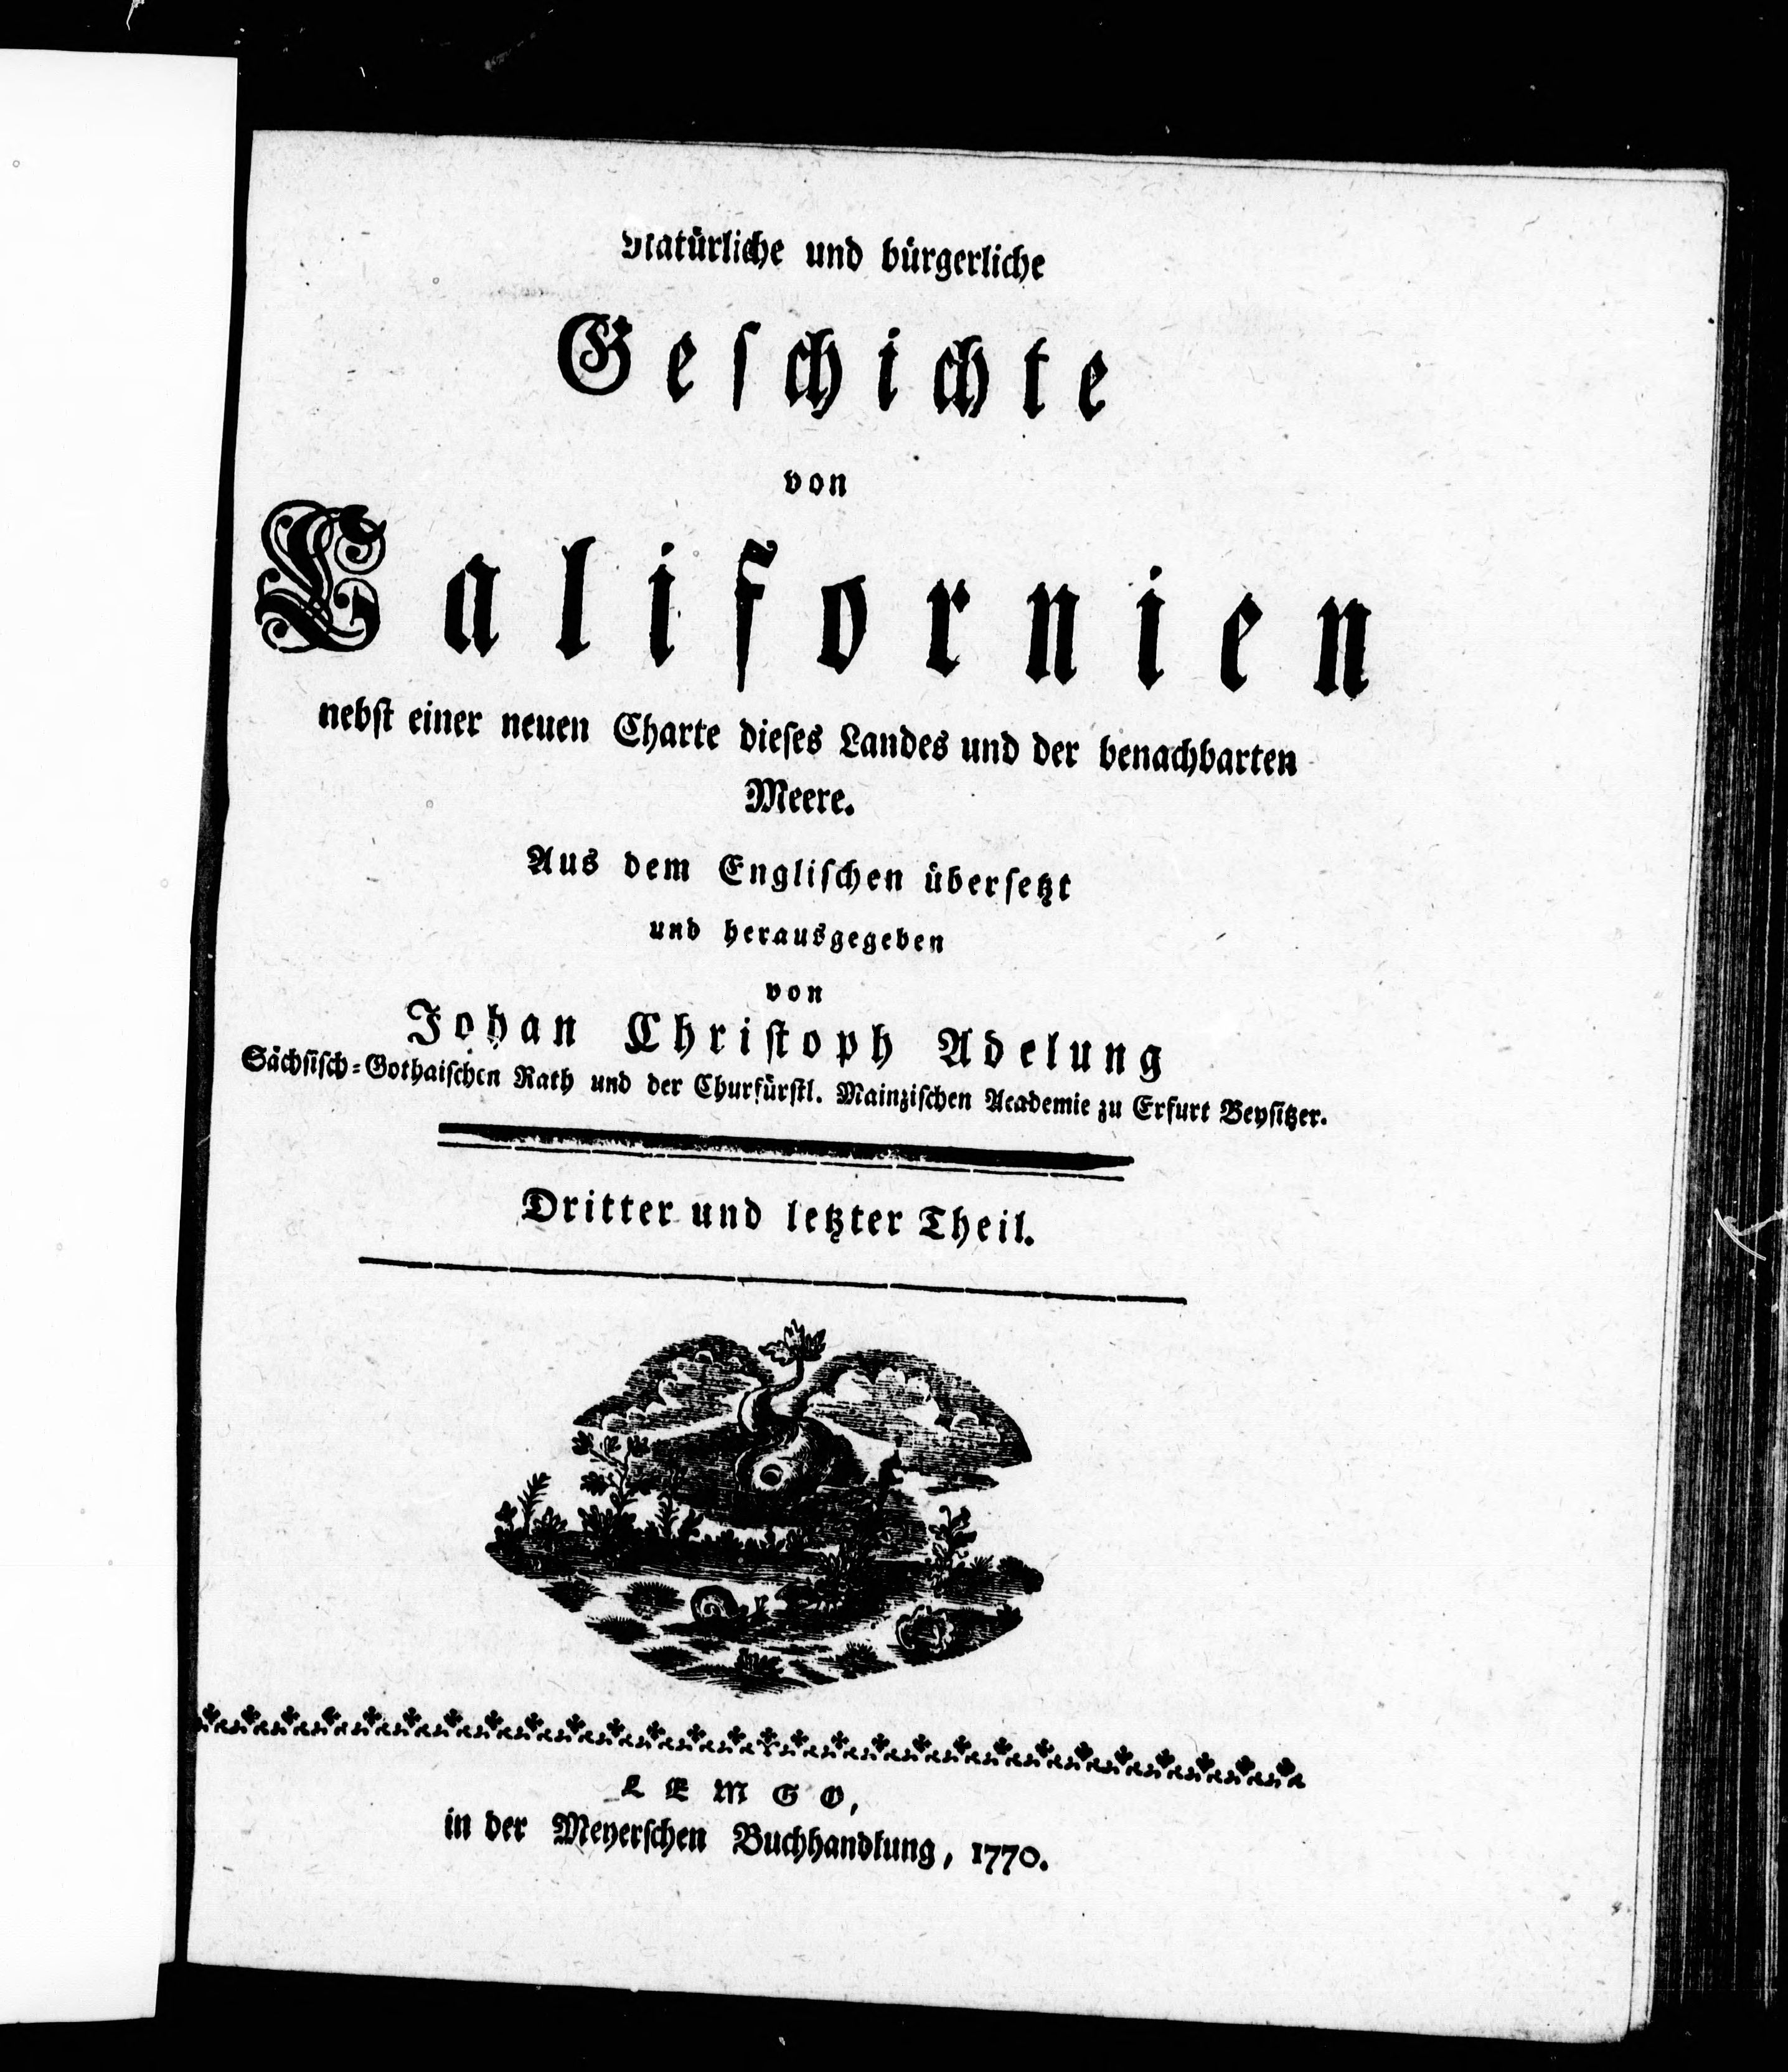 Natürliche und bürgerliche
Geschichte
von
Californien
nebst einer neuen Charte dieses Landes und der benachbarten
Meere.
Aus dem Englischen übersetzt
und herausgegeben
von
Johan Christoph Adelung
Sächsisch-Gothaischen Rath und der Churfürstl. Mainzischen Academie zu Erfurt Beysitzer.
Dritter und letzter Theil.
LEMGO,
in der Meyerschen Buchhandlung, 1770.